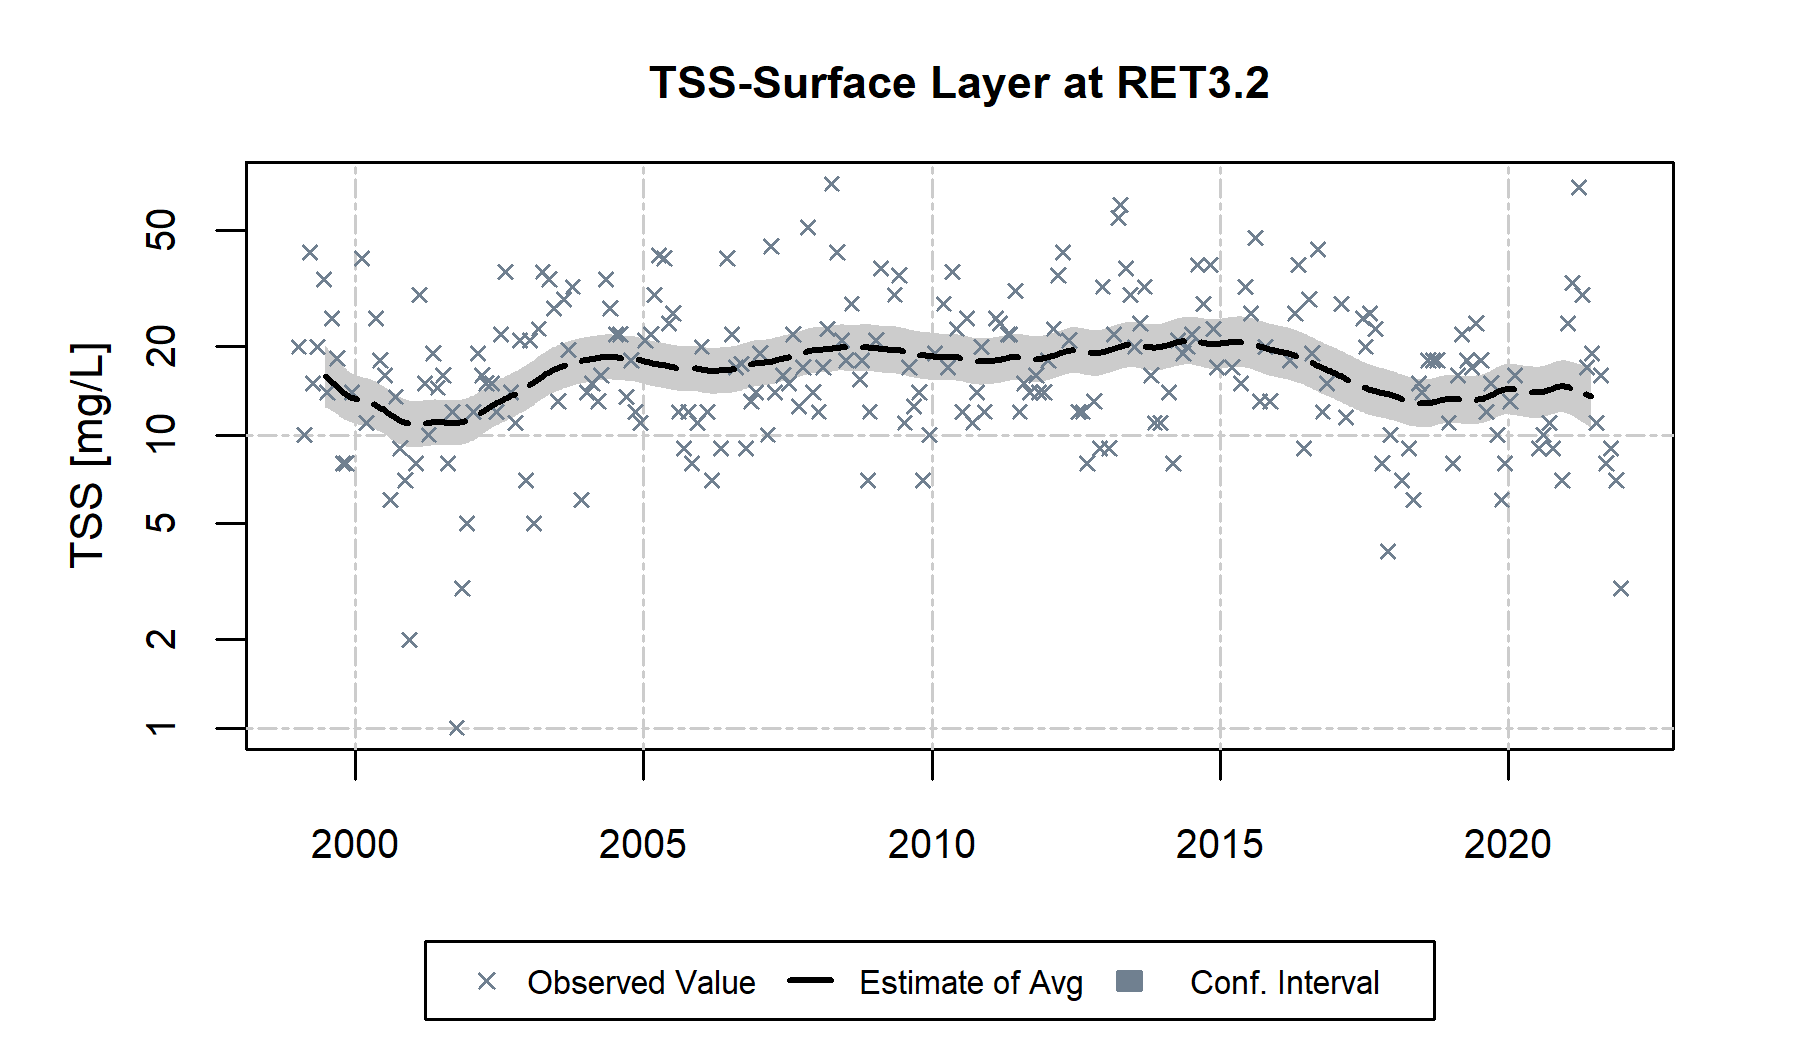 TSS-Surface Layer at RET3.2
TSS [mg/L]
50
20
10
5
2
1
2000 2005 2010 2015 2020
Observed Value Estimate of Avg Conf. Interval